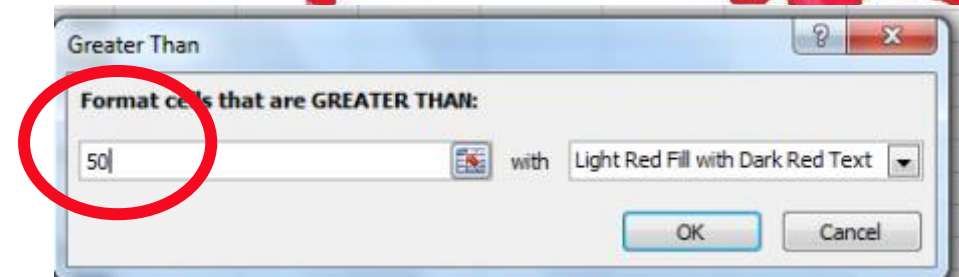 Greater Than
Format cells that are GREATER THAN:
50 with Light Red Fill with Dark Red Text
OK Cancel